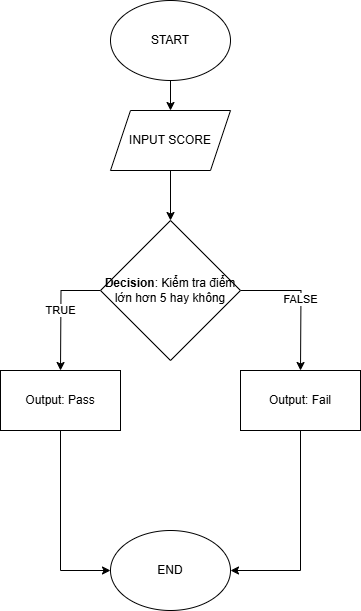 START
INPUT SCORE
Decision: Kiểm tra điểm
lớn hơn 5 hay không
TRUE
FALSE
Output: Pass
Output: Fail
END